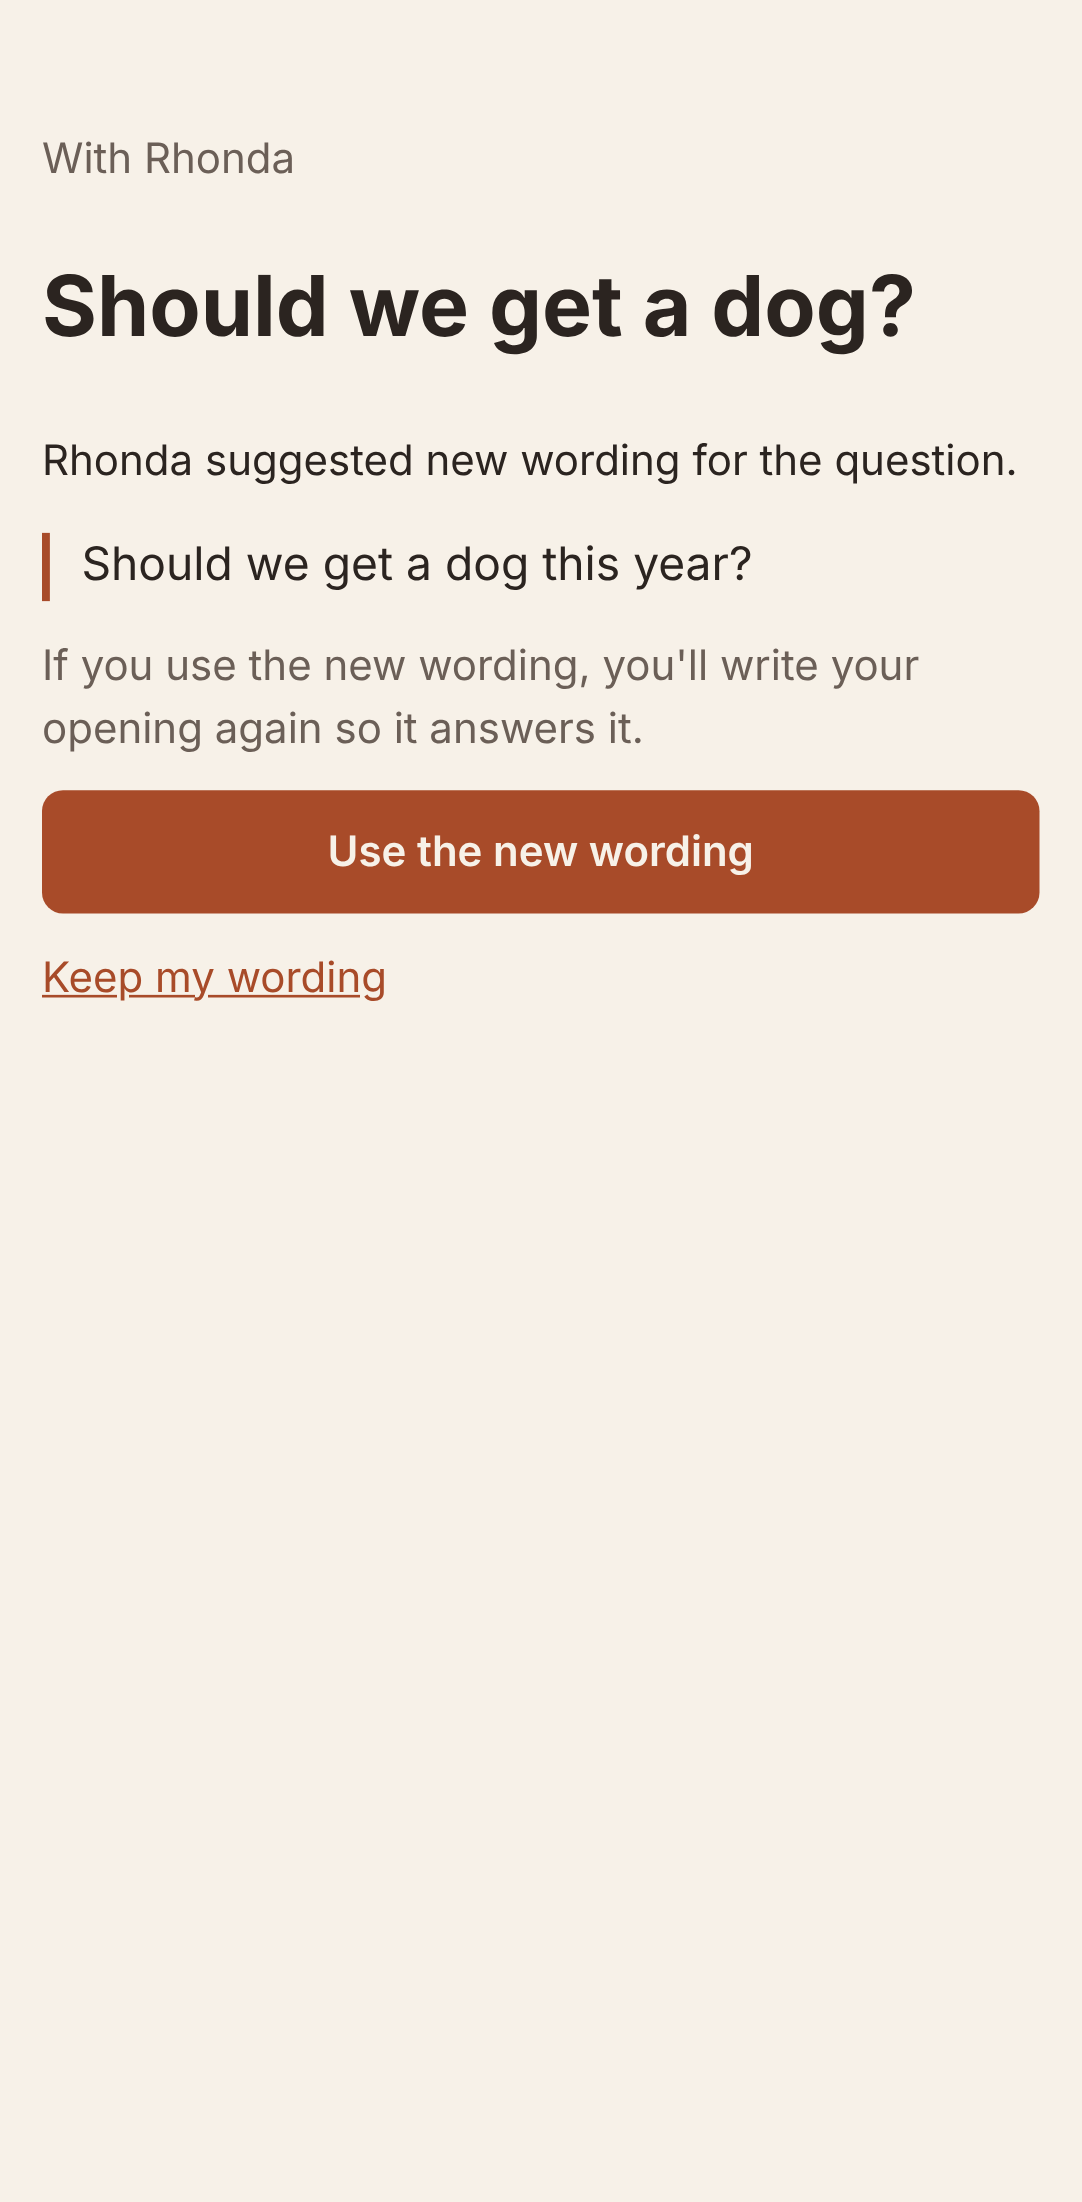 With Rhonda
Should we get a dog?
Rhonda suggested new wording for the question.
Should we get a dog this year?
If you use the new wording, you'll write your
opening again so it answers it.
Use the new wording
Keep my wording